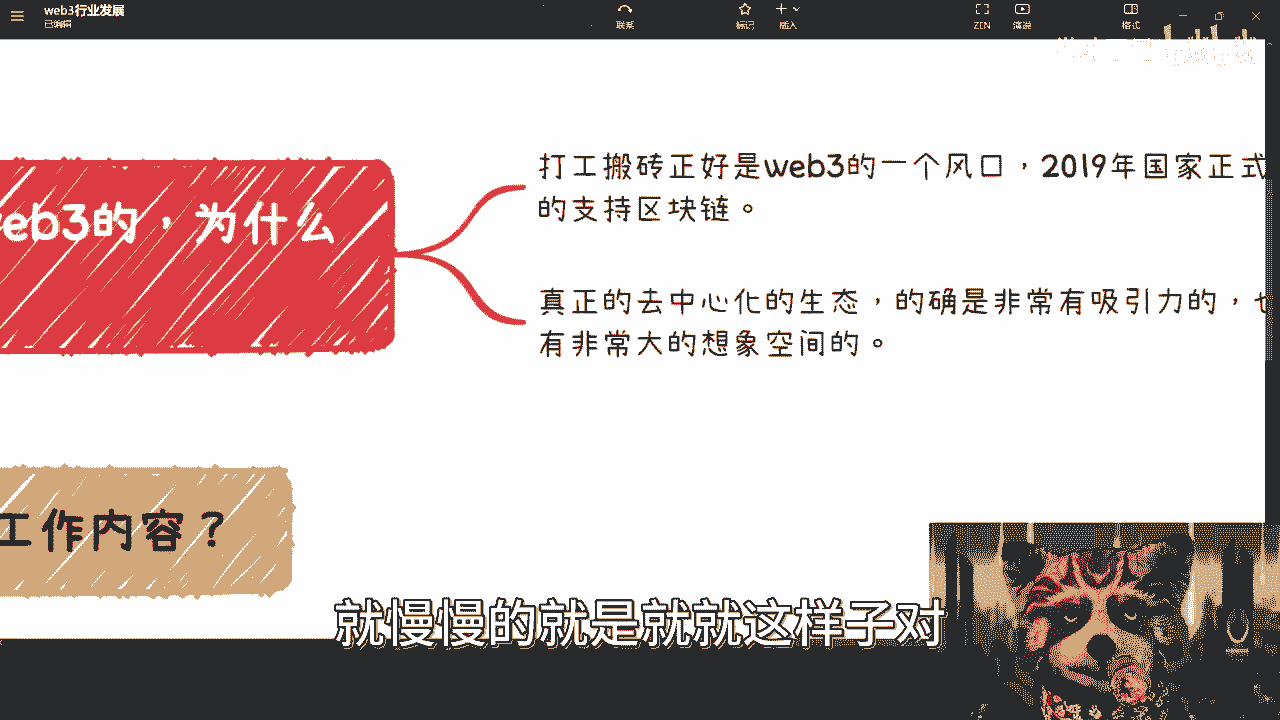 web3行业发展
已编辑
联系
标记
插入
ZEN
演说
格式
打工搬砖正好是web3的一个风口，2019年国家正式
的支持区块链。
eb3的，为什么
真正的去中心化的生态，的确是非常有吸引力的，也
有非常大的想象空间的。
工作内容？
就慢慢的就是就就这样子对